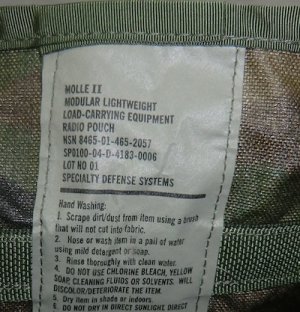 MOLLE II
MODULAR LIGHTWEIGHT
LOAD-CARRYING EQUIPMENT
RADIO POUCH
NSN 8465-01-465-2057
SP0100-04-D-4183-0006
LOT NO 01
SPECIALTY DEFENSE SYSTEMS
Hand Washing:
1. Scrape dirt/dust from item using a brush
that will not cut into fabric.
2. Hose or wash item in a pail of water
using mild detergent or soap.
3. Rinse thoroughly with clean water.
4. DO NOT USE CHLORINE BLEACH, YELLOW
SOAP, CLEANING FLUIDS OR SOLVENTS. WILL
DISCOLOR/DETERIORATE THE ITEM.
5. Dry item in shade or indoors.
6. DO NOT DRY IN DIRECT SUNLIGHT DIRECT